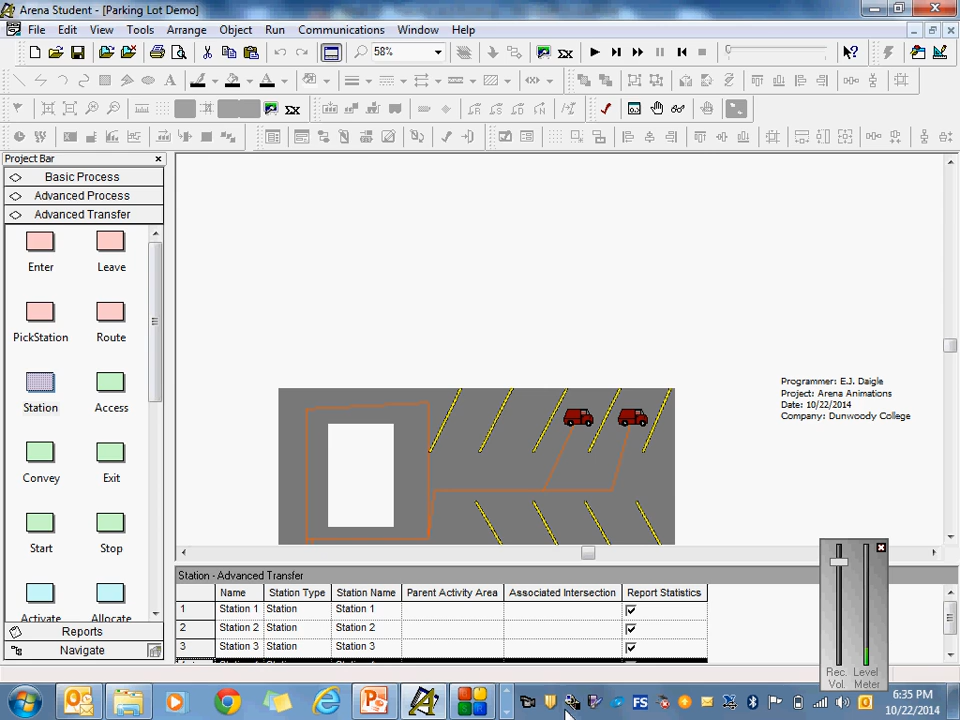 Arena Student - [Parking Lot Demo]
File Edit View Tools Arrange Object Run Communications Window Help
58%
Project Bar
Basic Process
Advanced Process
Advanced Transfer
Enter Leave
PickStation Route
Station Access
Convey Exit
Start Stop
Activate Allocate
Reports
Navigate
Programmer: E.J. Daigle
Project: Arena Animations
Date: 10/22/2014
Company: Dunwoody College
Station - Advanced Transfer
Name Station Type Station Name Parent Activity Area Associated Intersection Report Statistics
1 Station 1 Station Station 1
2 Station 2 Station Station 2
3 Station 3 Station Station 3
Rec. Level
Vol. Meter
FS
6:35 PM
10/22/2014